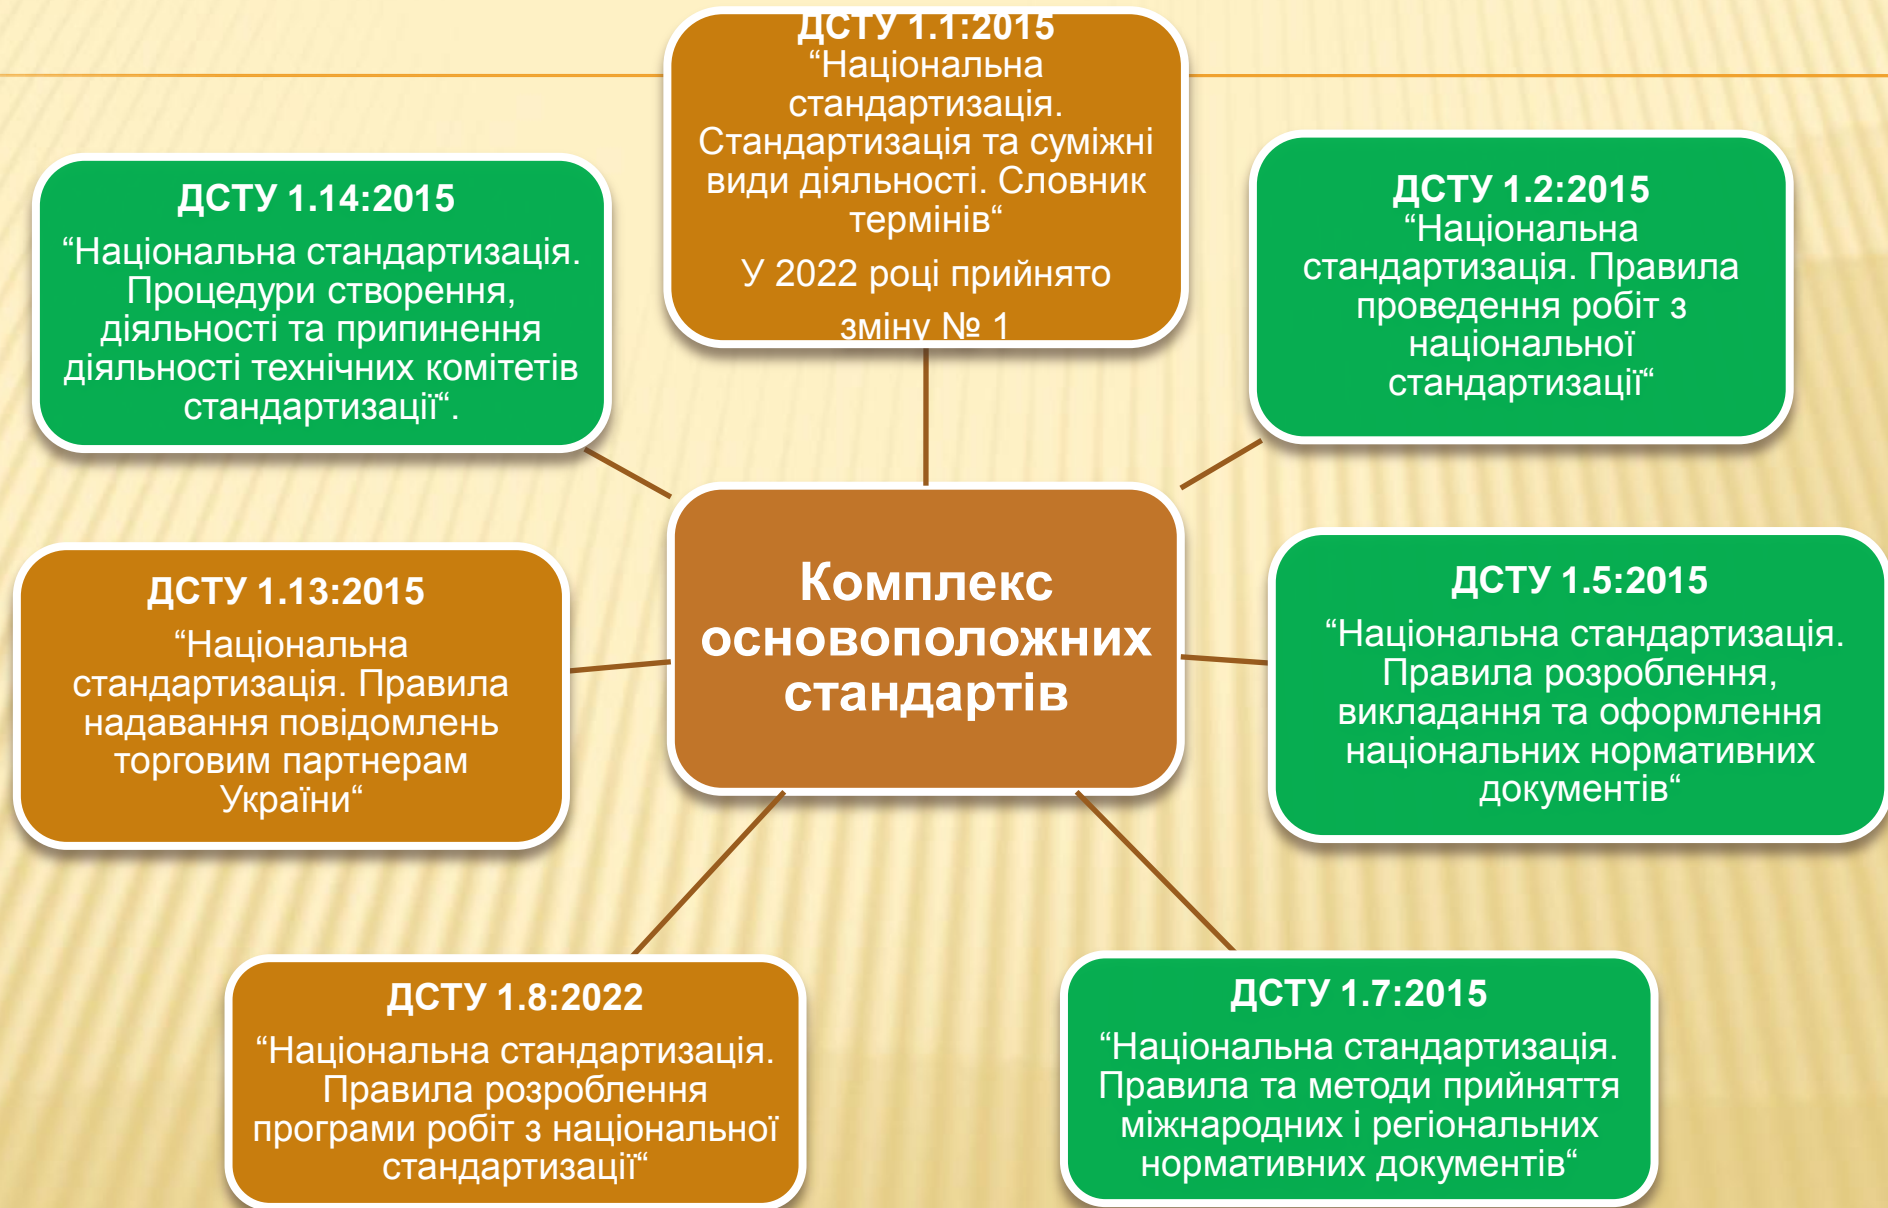 ДСТУ 1.1:2015
“Національна
стандартизація.
Стандартизація та суміжні
види діяльності. Словник
термінів“
У 2022 році прийнято
зміну № 1
ДСТУ 1.14:2015
“Національна стандартизація.
Процедури створення,
діяльності та припинення
діяльності технічних комітетів
стандартизації“.
ДСТУ 1.2:2015
“Національна
стандартизація. Правила
проведення робіт з
національної
стандартизації“
Комплекс
основоположних
стандартів
ДСТУ 1.13:2015
“Національна
стандартизація. Правила
надавання повідомлень
торговим партнерам
України“
ДСТУ 1.5:2015
“Національна стандартизація.
Правила розроблення,
викладання та оформлення
національних нормативних
документів“
ДСТУ 1.8:2022
“Національна стандартизація.
Правила розроблення
програми робіт з національної
стандартизації“
ДСТУ 1.7:2015
“Національна стандартизація.
Правила та методи прийняття
міжнародних і регіональних
нормативних документів“